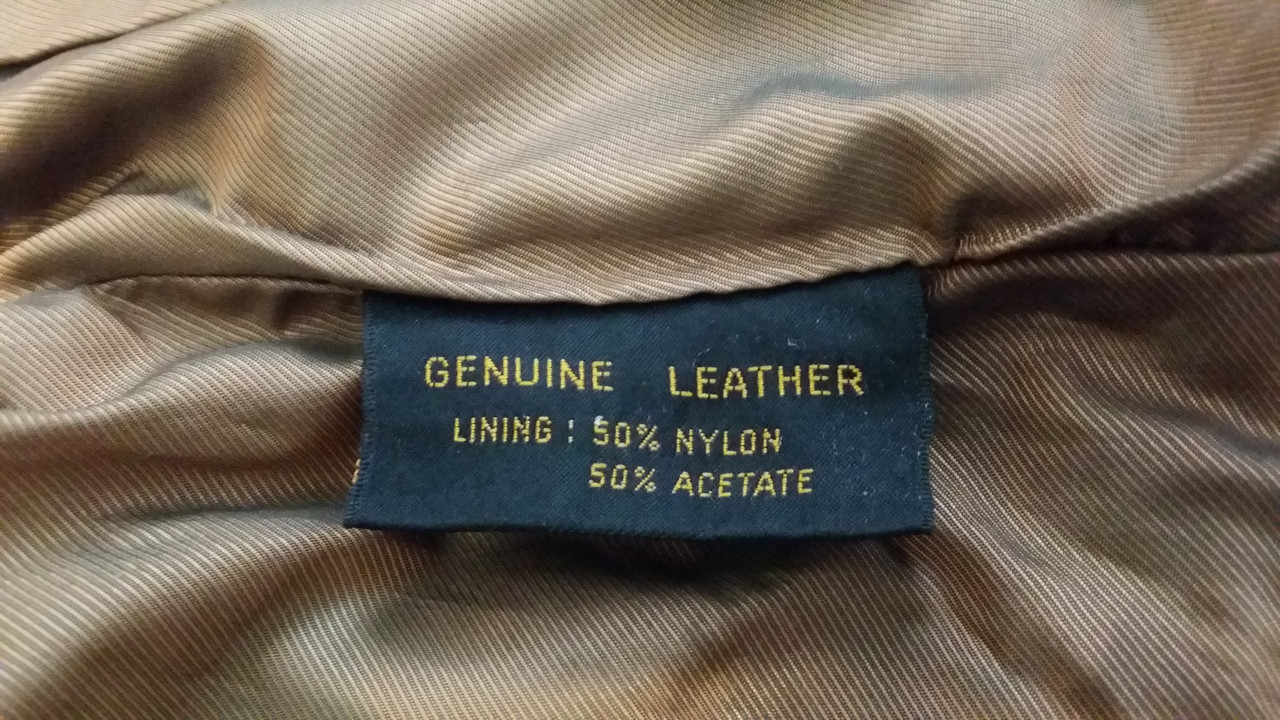 GENUINE LEATHER
LINING : 50% NYLON
50% ACETATE